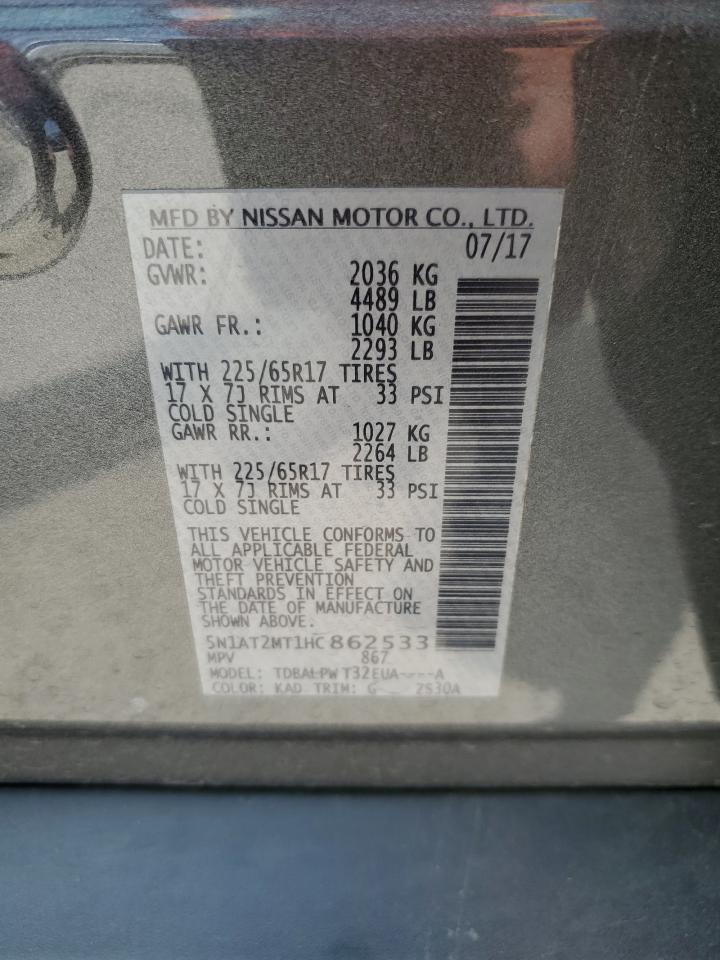 MFD BY NISSAN MOTOR CO., LTD.
DATE: 07/17
GVWR: 2036 KG
4489 LB
GAWR FR.: 1040 KG
2293 LB
WITH 225/65R17 TIRES
17 X 7J RIMS AT 33 PSI
COLD SINGLE
GAWR RR.: 1027 KG
2264 LB
WITH 225/65R17 TIRES
17 X 7J RIMS AT 33 PSI
COLD SINGLE
THIS VEHICLE CONFORMS TO
ALL APPLICABLE FEDERAL
MOTOR VEHICLE SAFETY AND
THEFT PREVENTION
STANDARDS IN EFFECT ON
THE DATE OF MANUFACTURE
SHOWN ABOVE.
5N1AT2MT1HC862533
MPV 867
MODEL: TDBALPW T32EUA----A
COLOR: KAD TRIM: G